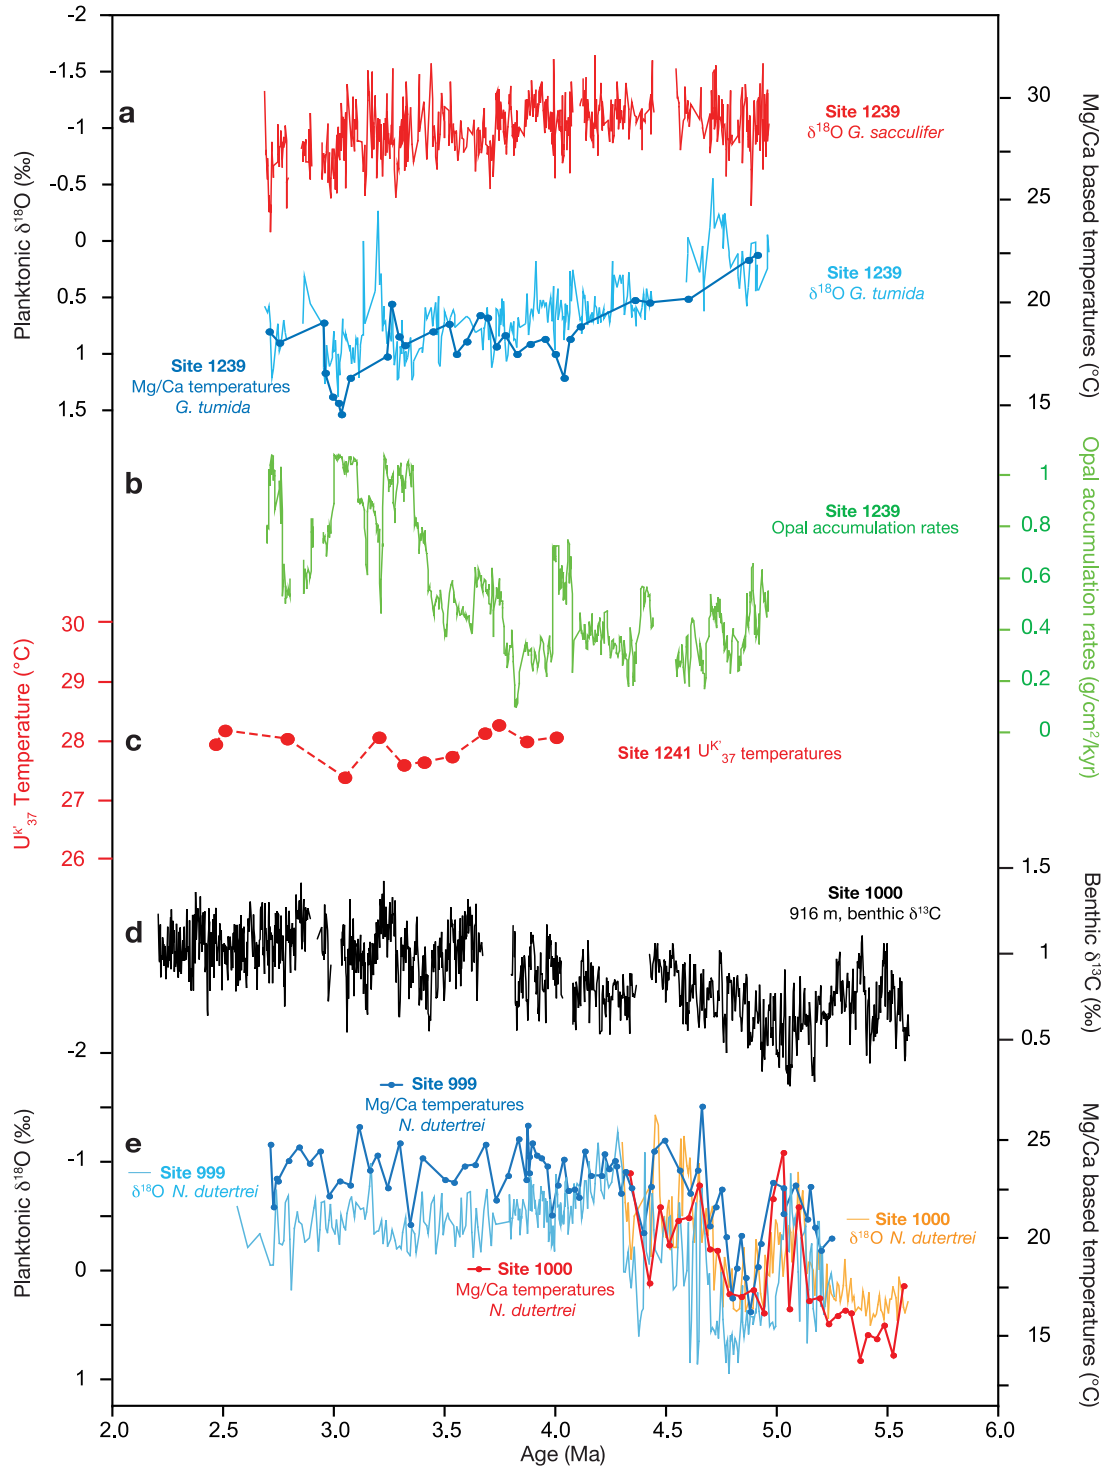 -2
-1.5
-1
-0.5
0
0.5
1
1.5
Planktonic δ¹⁸O (‰)
a
Site 1239
δ¹⁸O G. sacculifer
Site 1239
δ¹⁸O G. tumida
Site 1239
Mg/Ca temperatures
G. tumida
30
25
20
15
Mg/Ca based temperatures (°C)
b
Site 1239
Opal accumulation rates
1
0.8
0.6
0.4
0.2
0
Opal accumulation rates (g/cm²/kyr)
30
29
28
27
26
Uᴷ'₃₇ Temperature (°C)
c
Site 1241 Uᴷ'₃₇ temperatures
d
Site 1000
916 m, benthic δ¹³C
1.5
1
0.5
Benthic δ¹³C (‰)
-2
-1
0
1
Planktonic δ¹⁸O (‰)
e
Site 999
Mg/Ca temperatures
N. dutertrei
Site 999
δ¹⁸O N. dutertrei
Site 1000
δ¹⁸O N. dutertrei
Site 1000
Mg/Ca temperatures
N. dutertrei
25
20
15
Mg/Ca based temperatures (°C)
2.0
2.5
3.0
3.5
4.0
4.5
5.0
5.5
6.0
Age (Ma)